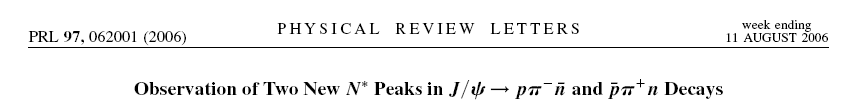 PHYSICAL REVIEW LETTERS
week ending
PRL 97, 062001 (2006)
11 AUGUST 2006
Observation of Two New N* Peaks in J/ψ → pπ⁻n̄ and p̄π⁺n Decays